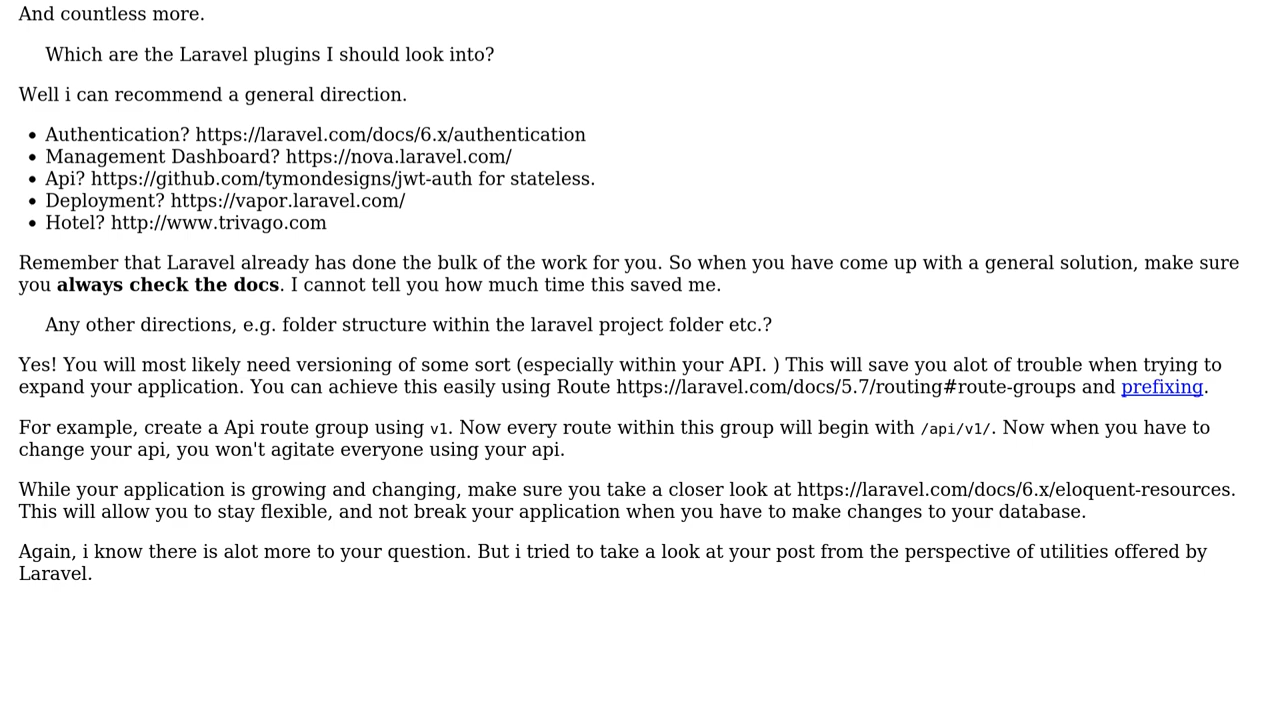 And countless more.
Which are the Laravel plugins I should look into?
Well i can recommend a general direction.
• Authentication? https://laravel.com/docs/6.x/authentication
• Management Dashboard? https://nova.laravel.com/
• Api? https://github.com/tymondesigns/jwt-auth for stateless.
• Deployment? https://vapor.laravel.com/
• Hotel? http://www.trivago.com
Remember that Laravel already has done the bulk of the work for you. So when you have come up with a general solution, make sure
you always check the docs. I cannot tell you how much time this saved me.
Any other directions, e.g. folder structure within the laravel project folder etc.?
Yes! You will most likely need versioning of some sort (especially within your API. ) This will save you alot of trouble when trying to
expand your application. You can achieve this easily using Route https://laravel.com/docs/5.7/routing#route-groups and prefixing.
For example, create a Api route group using v1. Now every route within this group will begin with /api/v1/. Now when you have to
change your api, you won't agitate everyone using your api.
While your application is growing and changing, make sure you take a closer look at https://laravel.com/docs/6.x/eloquent-resources.
This will allow you to stay flexible, and not break your application when you have to make changes to your database.
Again, i know there is alot more to your question. But i tried to take a look at your post from the perspective of utilities offered by
Laravel.